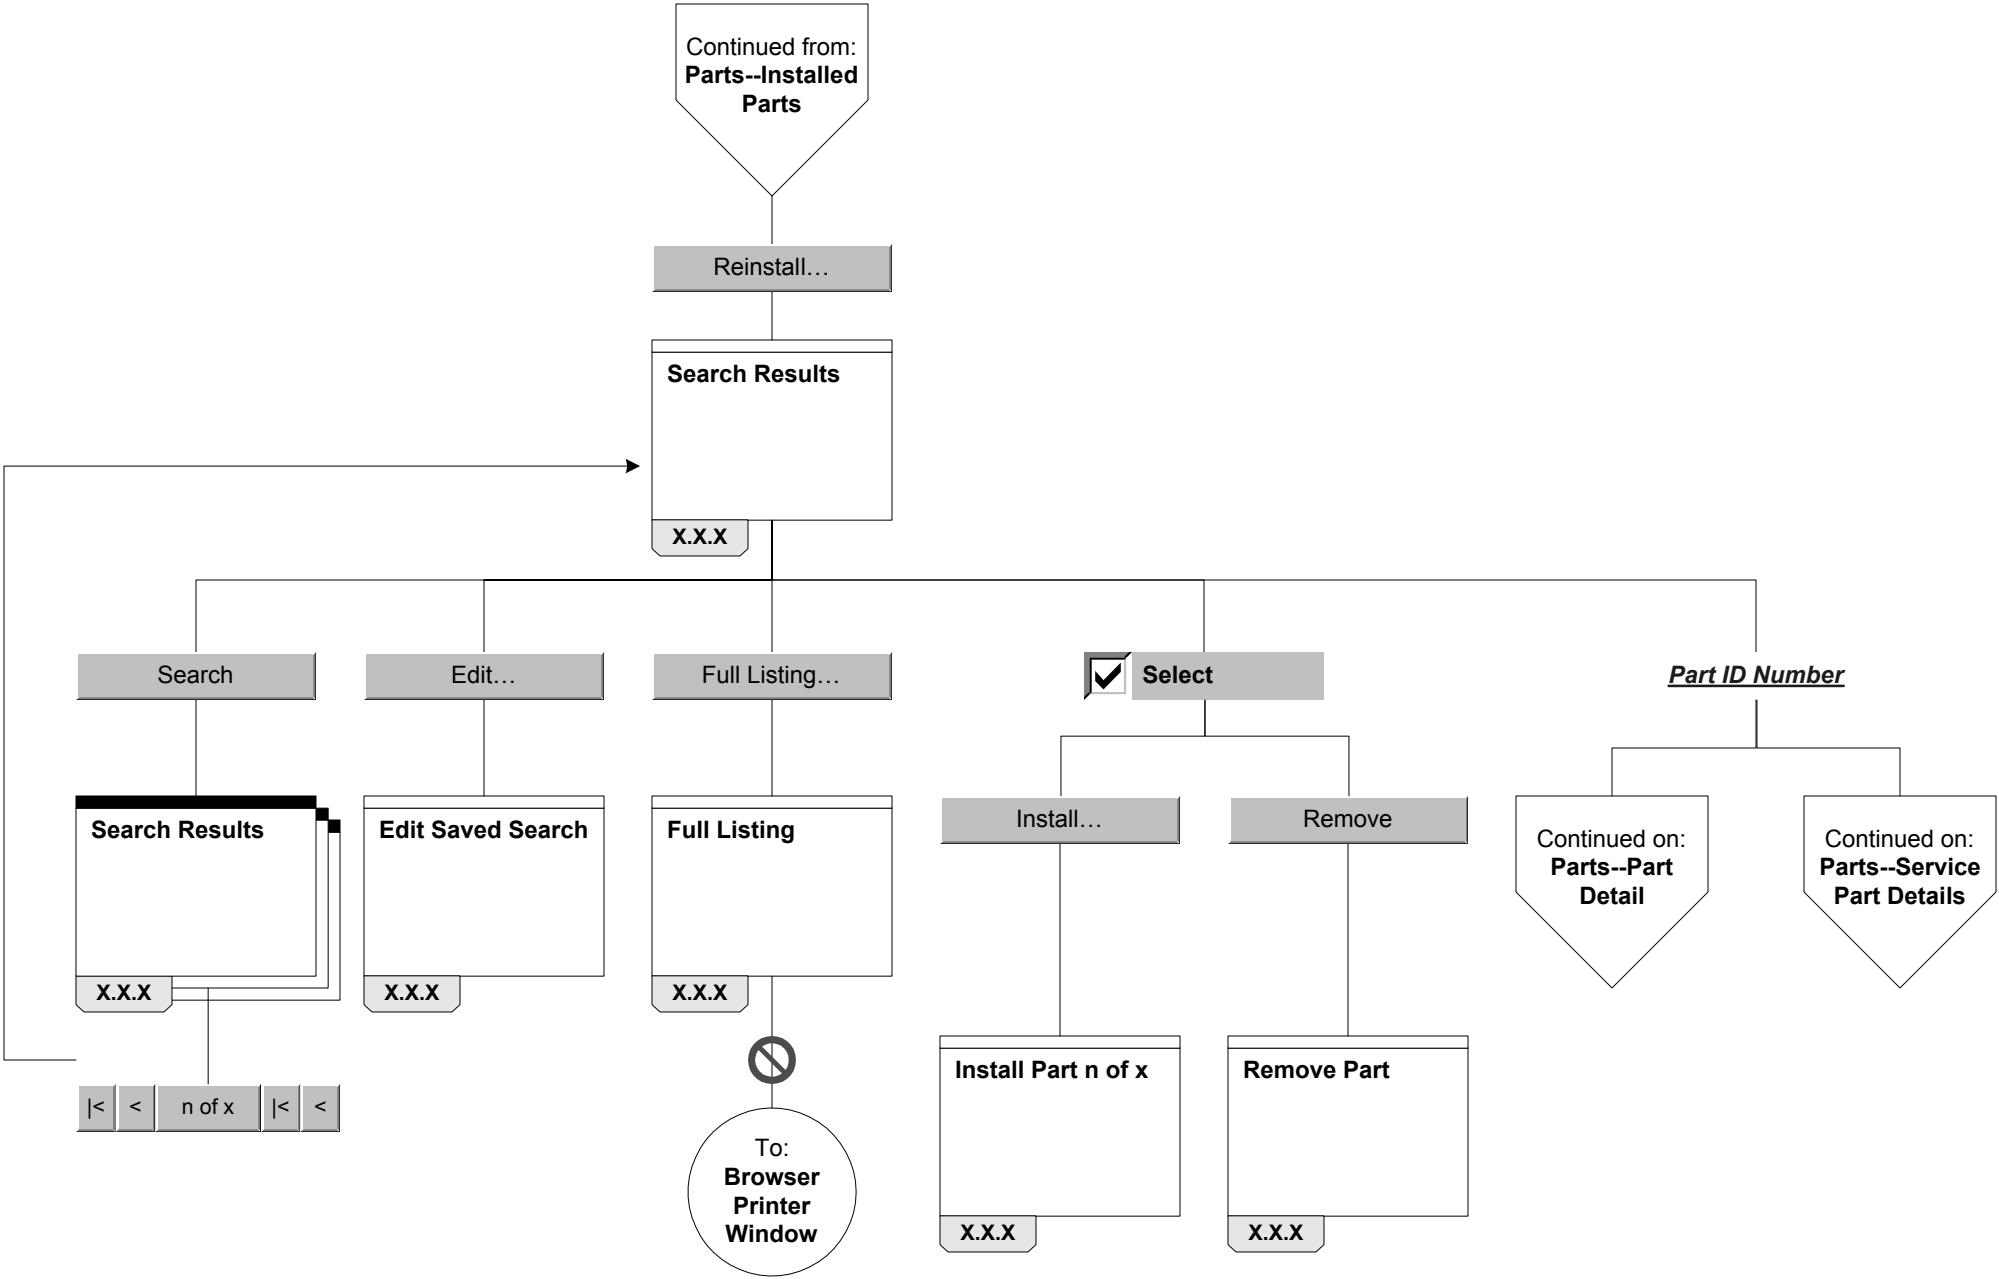 Continued from:
Parts--Installed
Parts
Reinstall…
Search Results
X.X.X
Search
Edit…
Full Listing…
Select
Part ID Number
Search Results
X.X.X
Edit Saved Search
X.X.X
Full Listing
X.X.X
Install…
Remove
Continued on:
Parts--Part
Detail
Continued on:
Parts--Service
Part Details
|< < n of x |< <
To:
Browser
Printer
Window
Install Part n of x
X.X.X
Remove Part
X.X.X